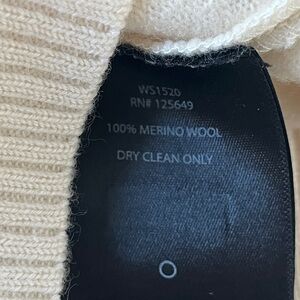 WS1520
RN# 125649
100% MERINO WOOL
DRY CLEAN ONLY